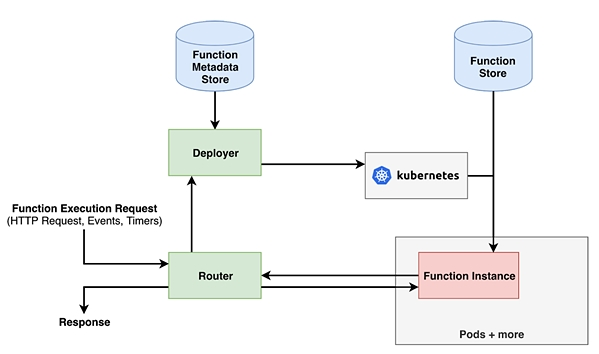 Function
Metadata
Store
Function
Store
Deployer
kubernetes
Function Execution Request
(HTTP Request, Events, Timers)
Router
Function Instance
Response
Pods + more